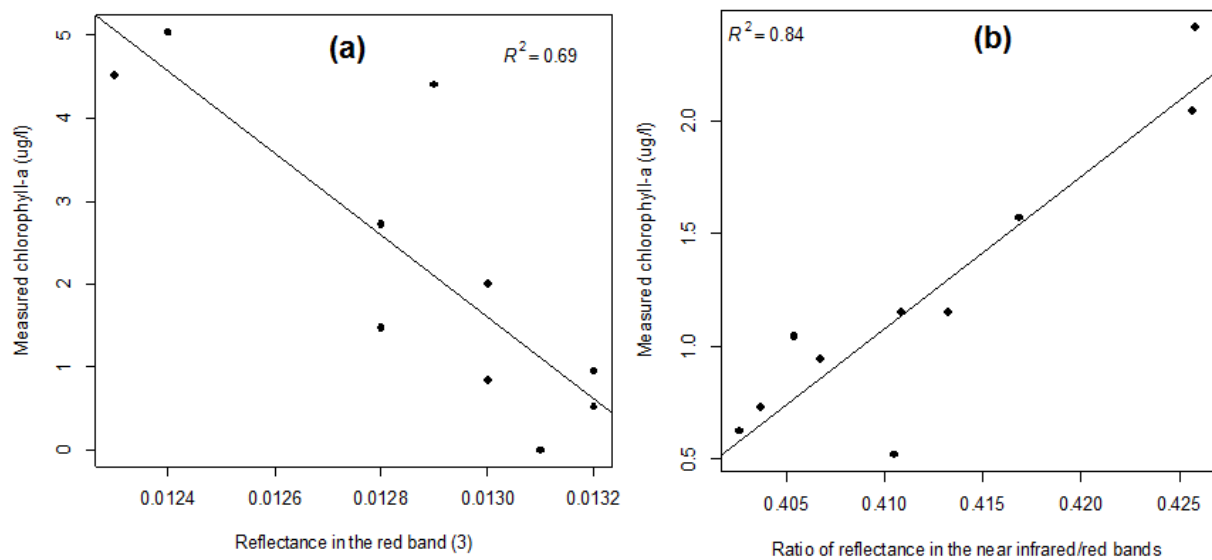 (a)
R² = 0.69
Measured chlorophyll-a (ug/l)
5
4
3
2
1
0
0.0124 0.0126 0.0128 0.0130 0.0132
Reflectance in the red band (3)
(b)
R² = 0.84
Measured chlorophyll-a (ug/l)
2.0
1.5
1.0
0.5
0.405 0.410 0.415 0.420 0.425
Ratio of reflectance in the near infrared/red bands